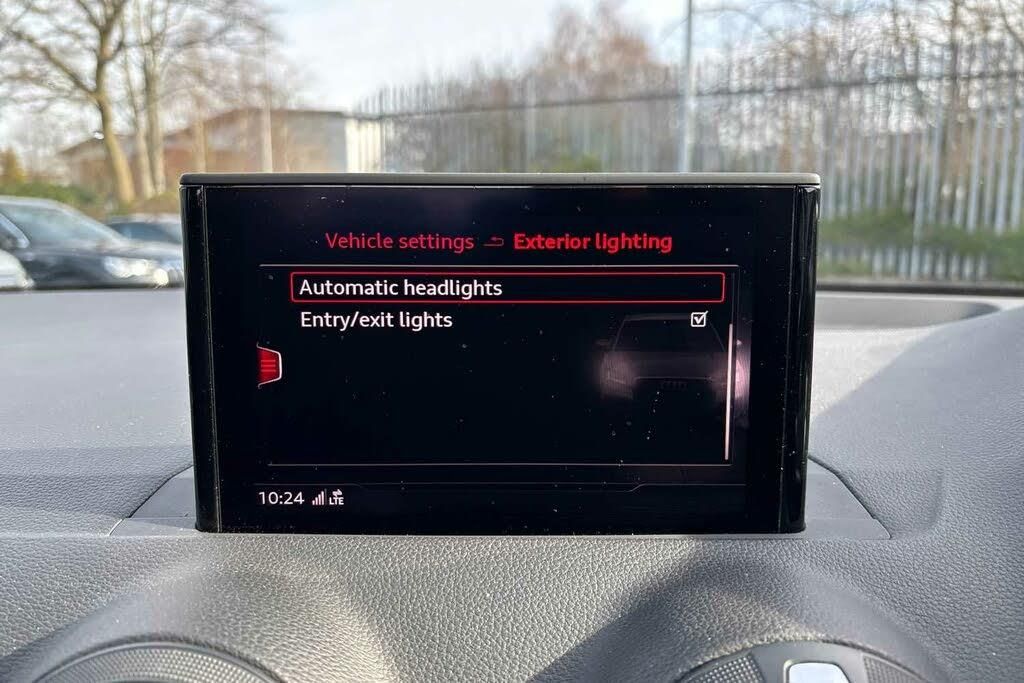 Vehicle settings Exterior lighting
Automatic headlights
Entry/exit lights
10:24 LTE